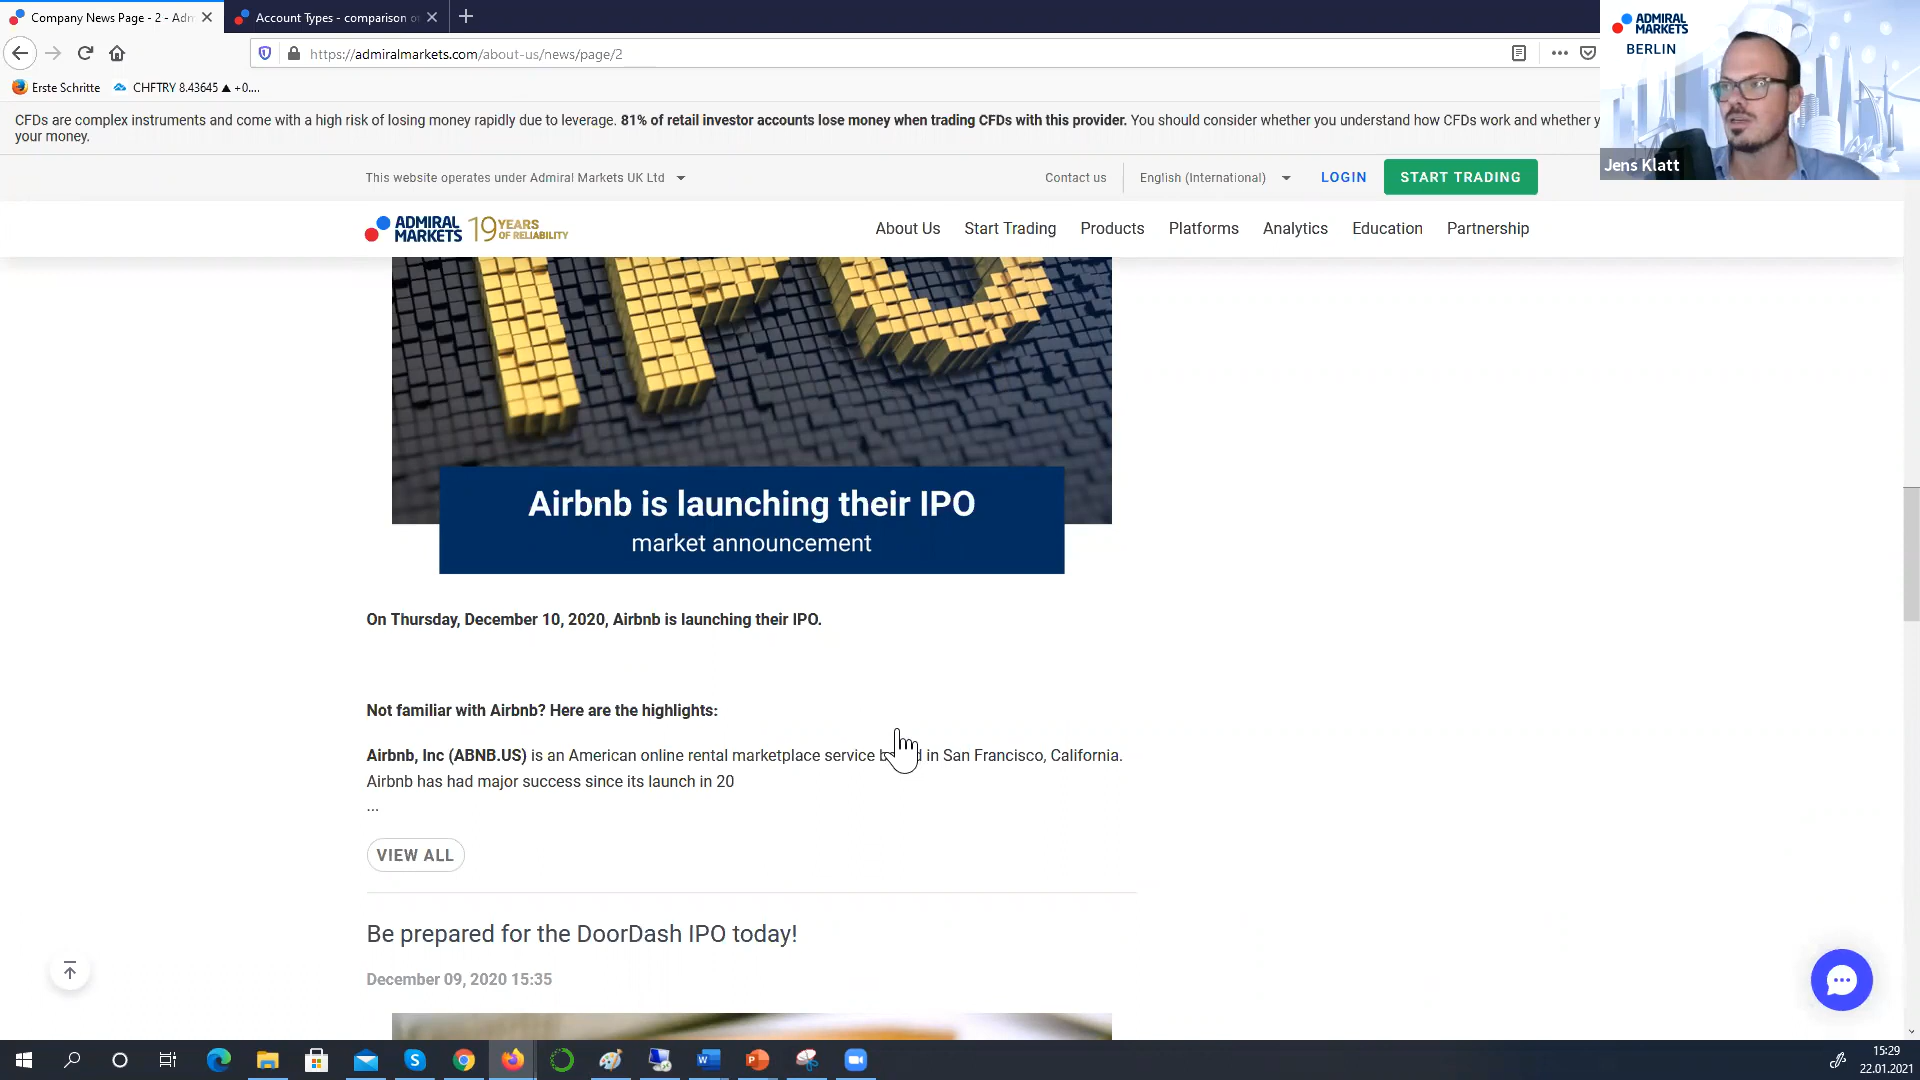 Company News Page - 2 - Adm
Account Types - comparison o
https://admiralmarkets.com/about-us/news/page/2
Erste Schritte
CHFTRY 8.43645 ▲ +0....
CFDs are complex instruments and come with a high risk of losing money rapidly due to leverage. 81% of retail investor accounts lose money when trading CFDs with this provider. You should consider whether you understand how CFDs work and whether y
your money.
This website operates under Admiral Markets UK Ltd
Contact us
English (International)
LOGIN
START TRADING
ADMIRAL MARKETS
19 YEARS OF RELIABILITY
About Us
Start Trading
Products
Platforms
Analytics
Education
Partnership
IPO
Airbnb is launching their IPO
market announcement
On Thursday, December 10, 2020, Airbnb is launching their IPO.
Not familiar with Airbnb? Here are the highlights:
Airbnb, Inc (ABNB.US) is an American online rental marketplace service in San Francisco, California.
Airbnb has had major success since its launch in 20
...
VIEW ALL
Be prepared for the DoorDash IPO today!
December 09, 2020 15:35
ADMIRAL MARKETS
BERLIN
Jens Klatt
15:29
22.01.2021